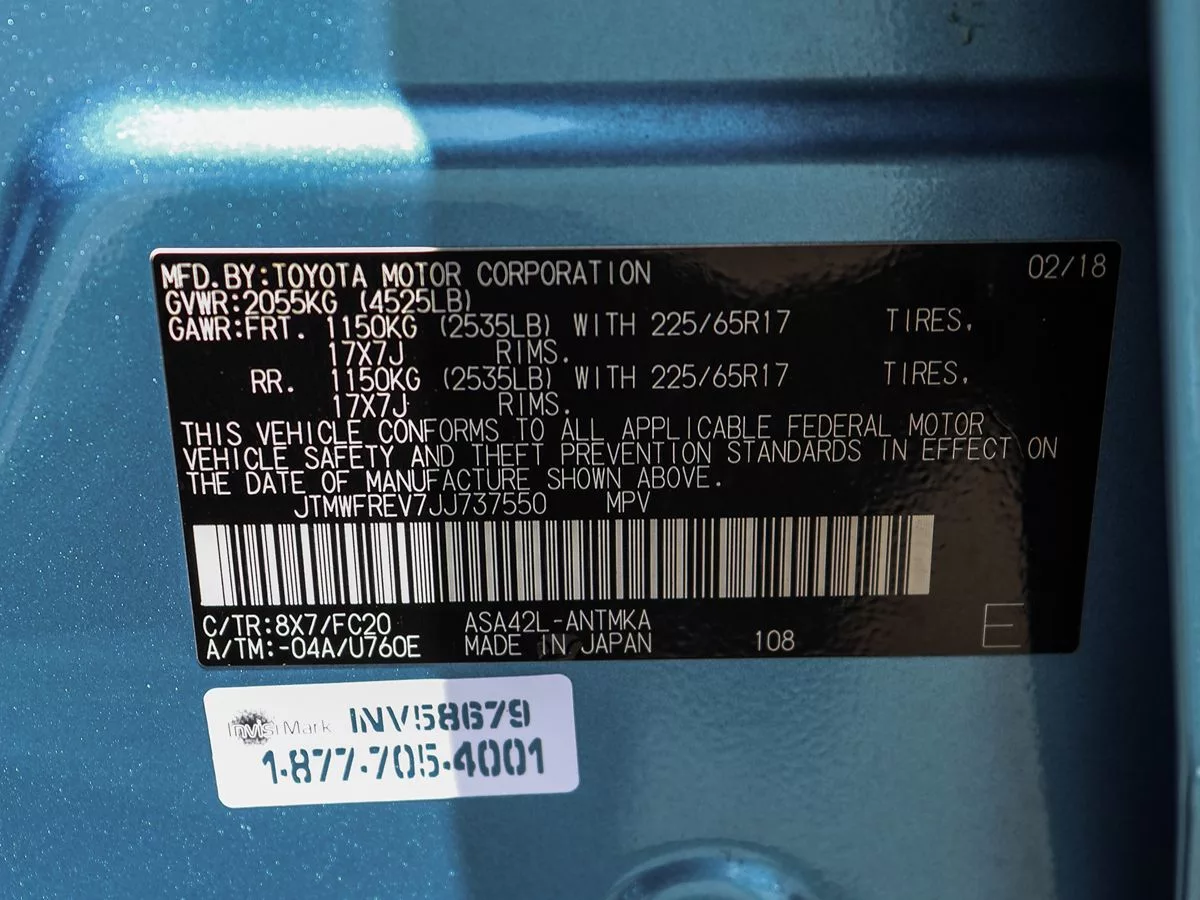 MFD.BY:TOYOTA MOTOR CORPORATION 02/18
GVWR:2055KG (4525LB)
GAWR:FRT. 1150KG (2535LB) WITH 225/65R17 TIRES,
17X7J RIMS.
RR. 1150KG (2535LB) WITH 225/65R17 TIRES,
17X7J RIMS.
THIS VEHICLE CONFORMS TO ALL APPLICABLE FEDERAL MOTOR
VEHICLE SAFETY AND THEFT PREVENTION STANDARDS IN EFFECT ON
THE DATE OF MANUFACTURE SHOWN ABOVE.
JTMWFREV7JJ737550 MPV
C/TR:8X7/FC20 ASA42L-ANTMKA
A/TM:-04A/U760E MADE IN JAPAN 108 E
InvisiMark INV58679
1-877-705-4001